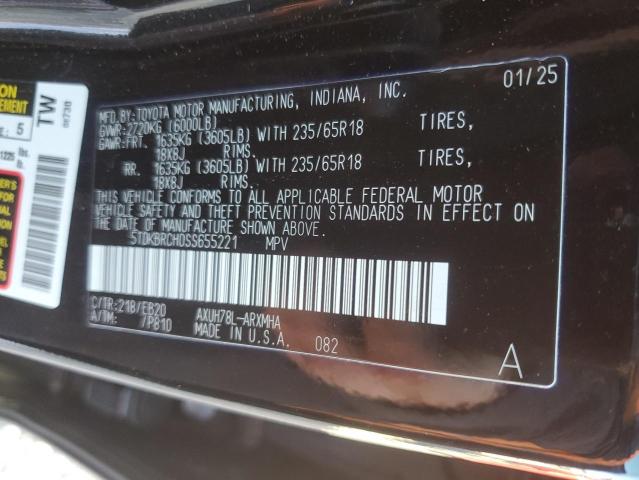 01/25
MFD.BY:TOYOTA MOTOR MANUFACTURING, INDIANA, INC.
GVWR:2720KG (6000LB)
GAWR:FRT. 1635KG (3605LB) WITH 235/65R18 TIRES,
18X8J RIMS.
RR. 1635KG (3605LB) WITH 235/65R18 TIRES,
18X8J RIMS.
THIS VEHICLE CONFORMS TO ALL APPLICABLE FEDERAL MOTOR
VEHICLE SAFETY AND THEFT PREVENTION STANDARDS IN EFFECT ON
THE DATE OF MANUFACTURE SHOWN ABOVE.
5TDKBRCH0SS655221 MPV
C/TR:218/EB20 AXUH78L-ARXMHA
A/TM: /P810 MADE IN U.S.A.
082
A
TW